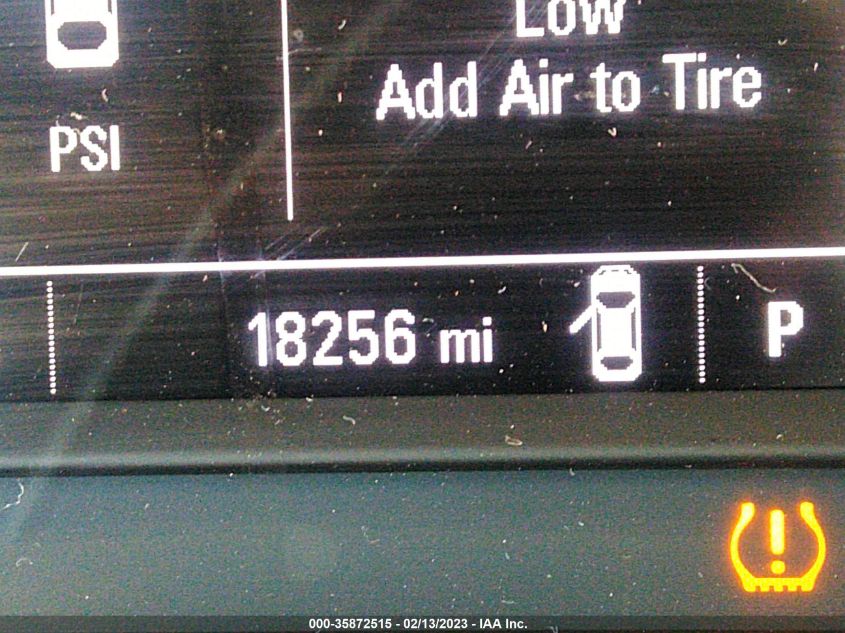 Low
Add Air to Tire
PSI
18256 mi
P
000-35872515 - 02/13/2023 - IAA Inc.